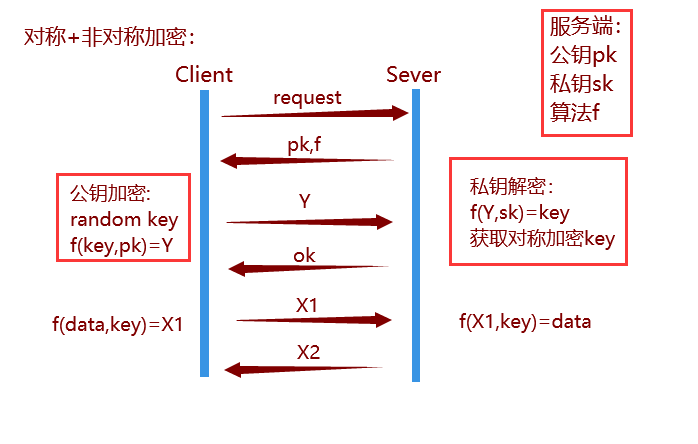 对称+非对称加密：
服务端：
公钥pk
私钥sk
算法f
Client
Sever
request
pk,f
公钥加密：
random key
f(key,pk)=Y
Y
私钥解密：
f(Y,sk)=key
获取对称加密key
ok
f(data,key)=X1
X1
f(X1,key)=data
X2